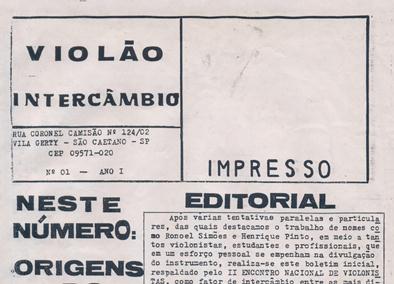 VIOLÃO
INTERCÂMBIO
RUA CORONEL CAMISÃO Nº 124/02
VILA GERTY - SÃO CAETANO - SP
CEP 09571-020
Nº 01 — ANO I
IMPRESSO
NESTE
NÚMERO:
ORIGENS
DO
EDITORIAL
Após várias tentativas paralelas e particula
res, das quais destacamos o trabalho de nomes co
mo Ronoel Simões e Henrique Pinto, em meio a tan
tos violonistas, estudantes e profissionais, que
em um esforço pessoal se empenham na divulgação
do instrumento, realiza-se este boletim inicial,
respaldado pelo II ENCONTRO NACIONAL DE VIOLONIS
TAS, como fator de intercâmbio entre as mais di-